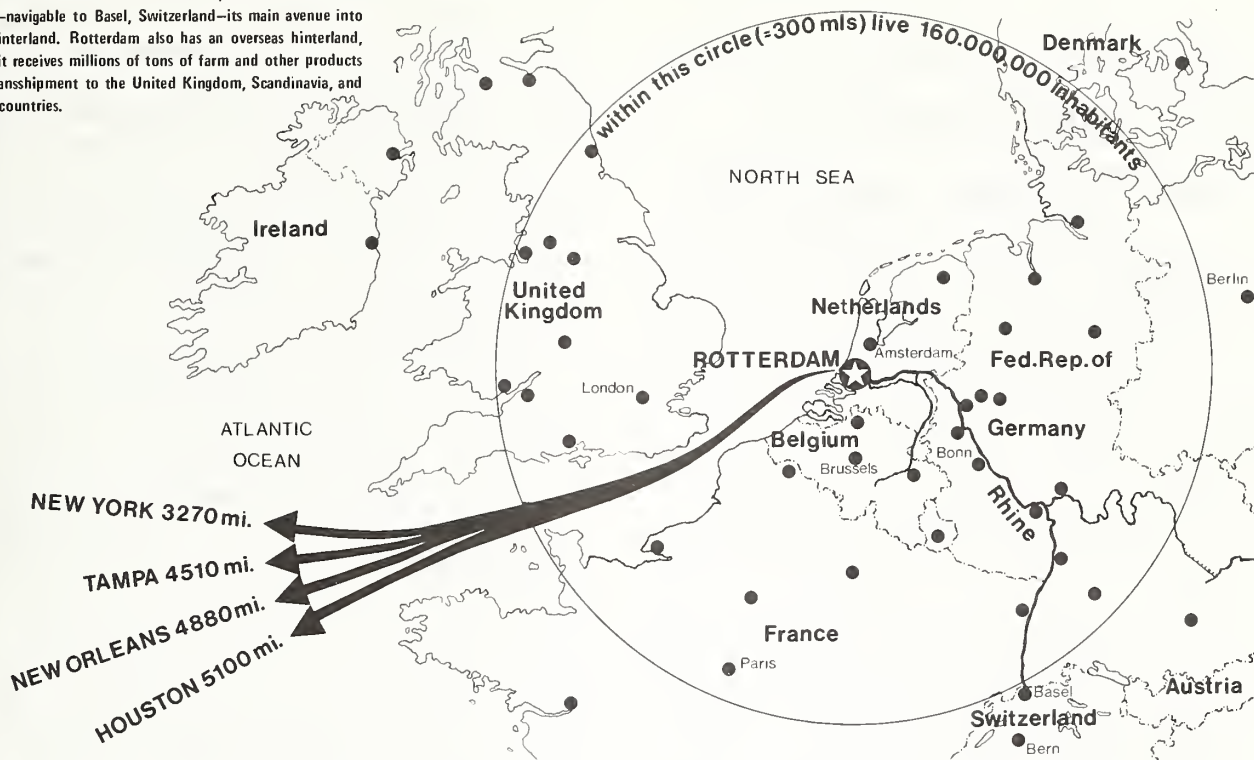 –navigable to Basel, Switzerland–its main avenue into
interland. Rotterdam also has an overseas hinterland,
it receives millions of tons of farm and other products
ansshipment to the United Kingdom, Scandinavia, and
countries.
within this circle (=300 mls) live 160.000.000 inhabitants
Denmark
NORTH SEA
Ireland
United
Kingdom
Netherlands
Berlin
ROTTERDAM
Amsterdam
Fed.Rep.of
Germany
London
ATLANTIC
OCEAN
Belgium
Brussels
Bonn
Rhine
NEW YORK 3270 mi.
TAMPA 4510 mi.
NEW ORLEANS 4880 mi.
HOUSTON 5100 mi.
France
Paris
Basel
Austria
Switzerland
Bern